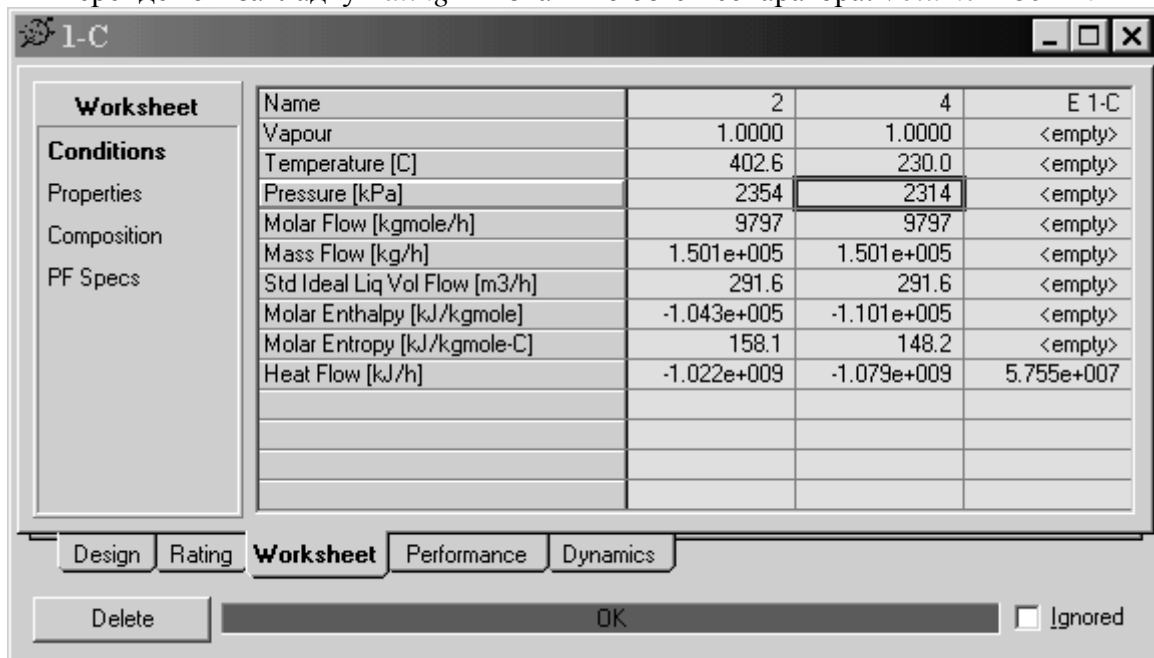 1-C
Worksheet
Conditions
Properties
Composition
PF Specs
Name 2 4 E 1-C
Vapour 1.0000 1.0000 <empty>
Temperature [C] 402.6 230.0 <empty>
Pressure [kPa] 2354 2314 <empty>
Molar Flow [kgmole/h] 9797 9797 <empty>
Mass Flow [kg/h] 1.501e+005 1.501e+005 <empty>
Std Ideal Liq Vol Flow [m3/h] 291.6 291.6 <empty>
Molar Enthalpy [kJ/kgmole] -1.043e+005 -1.101e+005 <empty>
Molar Entropy [kJ/kgmole-C] 158.1 148.2 <empty>
Heat Flow [kJ/h] -1.022e+009 -1.079e+009 5.755e+007
Design Rating Worksheet Performance Dynamics
Delete OK Ignored